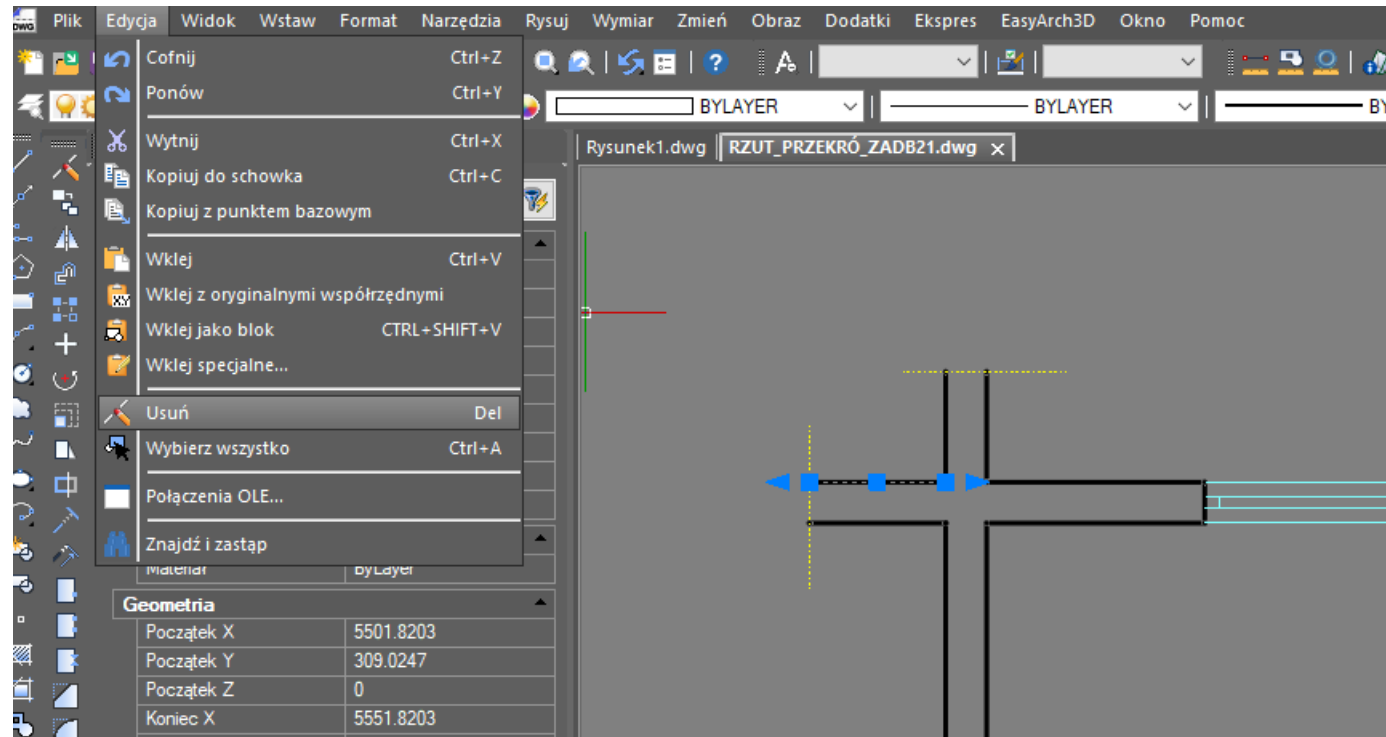 DWG Plik Edycja Widok Wstaw Format Narzędzia Rysuj Wymiar Zmień Obraz Dodatki Ekspres EasyArch3D Okno Pomoc
Cofnij Ctrl+Z
Ponów Ctrl+Y
BYLAYER BYLAYER BY
Wytnij Ctrl+X
Rysunek1.dwg RZUT_PRZEKRÓ_ZADB21.dwg
Kopiuj do schowka Ctrl+C
Kopiuj z punktem bazowym
Wklej Ctrl+V
Wklej z oryginalnymi współrzędnymi
Wklej jako blok CTRL+SHIFT+V
Wklej specjalne...
Usuń Del
Wybierz wszystko Ctrl+A
Połączenia OLE...
Znajdź i zastąp
Materiał ByLayer
Geometria
Początek X 5501.8203
Początek Y 309.0247
Początek Z 0
Koniec X 5551.8203